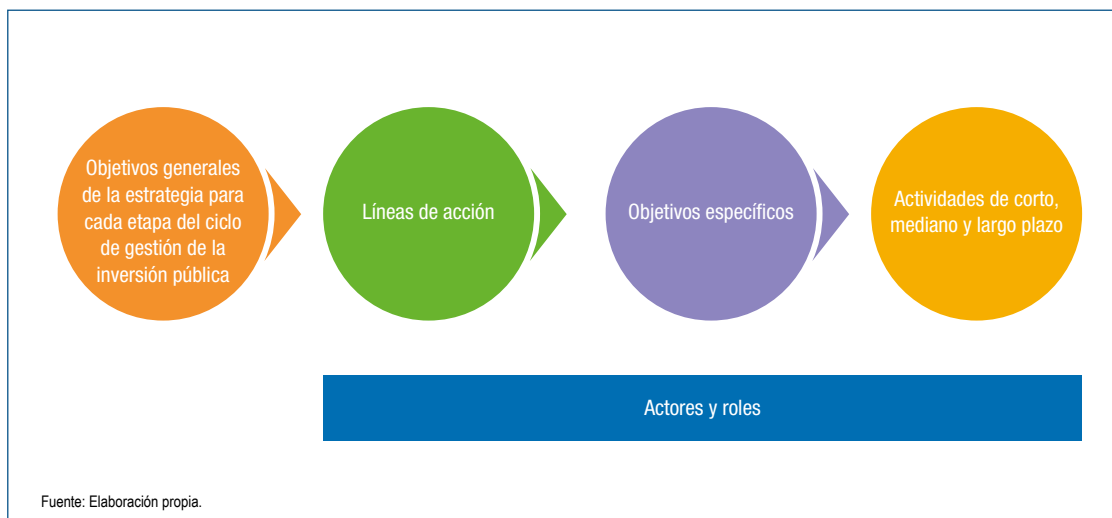 Objetivos generales
de la estrategia para
cada etapa del ciclo
de gestión de la
inversión pública
Líneas de acción
Objetivos específicos
Actividades de corto,
mediano y largo plazo
Actores y roles
Fuente: Elaboración propia.